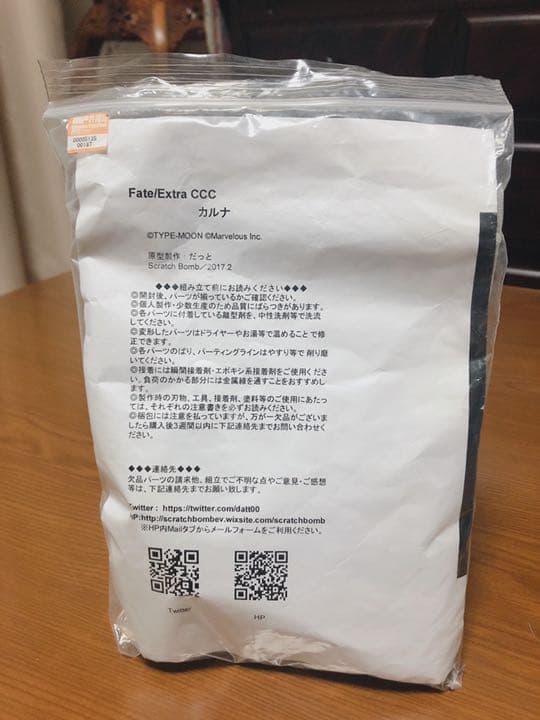 00005135
00187
Fate/Extra CCC
カルナ
©TYPE-MOON ©Marvelous Inc.
原型製作・だっと
Scratch Bomb／2017.2
◆◆◆組み立て前にお読みください◆◆◆
◎開封後、パーツが揃っているかご確認ください。
◎個人製作・少数生産のため品質にばらつきがあります。
◎各パーツに付着している離型剤を、中性洗剤等で洗浄
してください。
◎変形したパーツはドライヤーやお湯等で温めることで修
正できます。
◎各パーツのばり、パーティングラインはやすり等で 削り磨
いてください。
◎接着には瞬間接着剤・エポキシ系接着剤をご使用くださ
い。負荷のかかる部分には金属線を通すことをおすすめし
ます。
◎製作時の刃物、工具、接着剤、塗料等のご使用にあたっ
ては、それぞれの注意書きを必ずお読みください。
◎梱包には注意を払っていますが、万が一欠品がございま
したら購入後3週間以内に下記連絡先までお問い合わせく
ださい。
◆◆◆連絡先◆◆◆
欠品パーツの請求他、組立でご不明な点やご意見・ご感想
等は、下記連絡先までお願い致します。
Twitter： https://twitter.com/datt00
HP:http://scratchbombev.wixsite.com/scratchbomb
※HP内Mailタブからメールフォームをご利用ください。
Twitter
HP